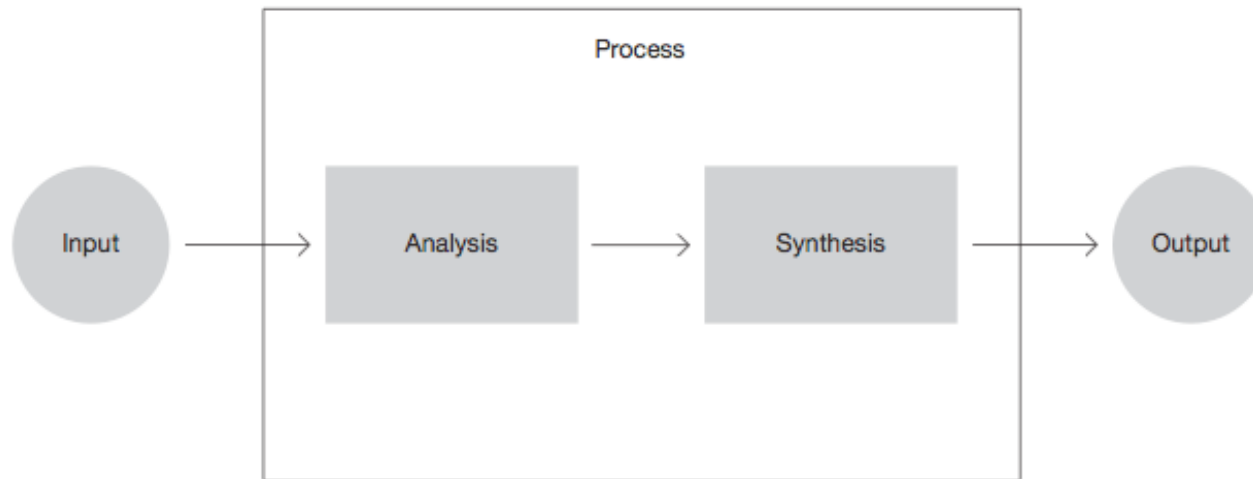 Process
Input
Analysis
Synthesis
Output